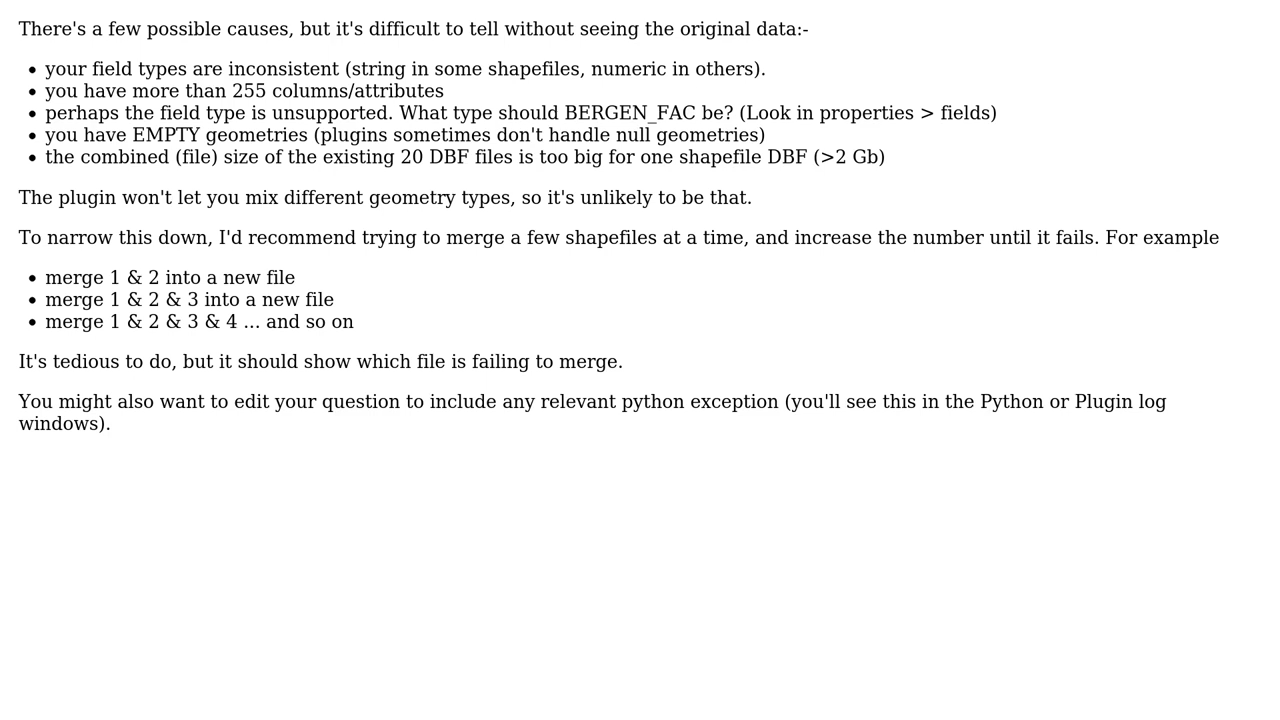 There's a few possible causes, but it's difficult to tell without seeing the original data:-
• your field types are inconsistent (string in some shapefiles, numeric in others).
• you have more than 255 columns/attributes
• perhaps the field type is unsupported. What type should BERGEN_FAC be? (Look in properties > fields)
• you have EMPTY geometries (plugins sometimes don't handle null geometries)
• the combined (file) size of the existing 20 DBF files is too big for one shapefile DBF (>2 Gb)
The plugin won't let you mix different geometry types, so it's unlikely to be that.
To narrow this down, I'd recommend trying to merge a few shapefiles at a time, and increase the number until it fails. For example
• merge 1 & 2 into a new file
• merge 1 & 2 & 3 into a new file
• merge 1 & 2 & 3 & 4 ... and so on
It's tedious to do, but it should show which file is failing to merge.
You might also want to edit your question to include any relevant python exception (you'll see this in the Python or Plugin log
windows).